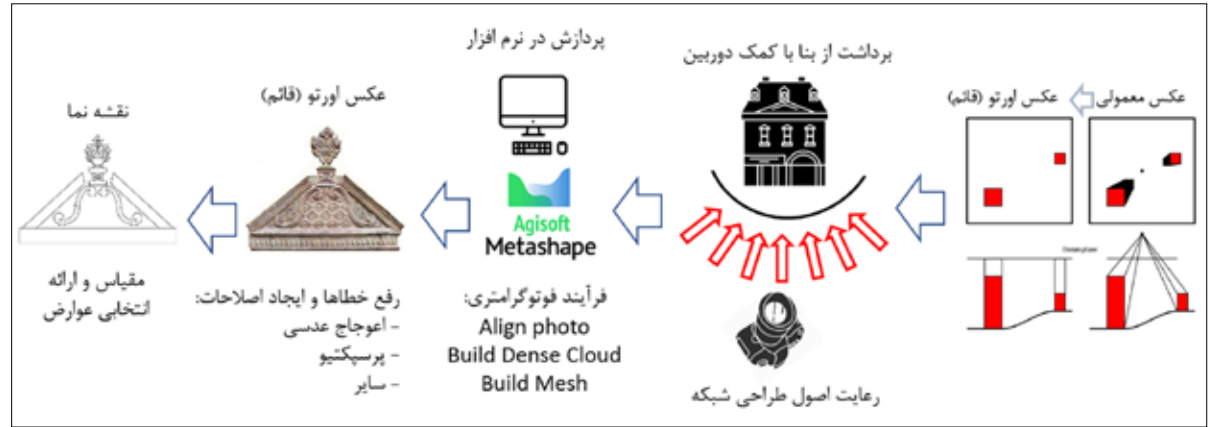 عکس معمولی
عکس اورتو (قائم)
برداشت از بنا با کمک دوربین
رعایت اصول طراحی شبکه
پردازش در نرم افزار
Agisoft
Metashape
فرآیند فوتوگرامتری:
Align photo
Build Dense Cloud
Build Mesh
عکس اورتو (قائم)
رفع خطاها و ایجاد اصلاحات:
- اعوجاج عدسی
- پرسپکتیو
- سایر
نقشه نما
مقیاس و ارائه
انتخابی عوارض